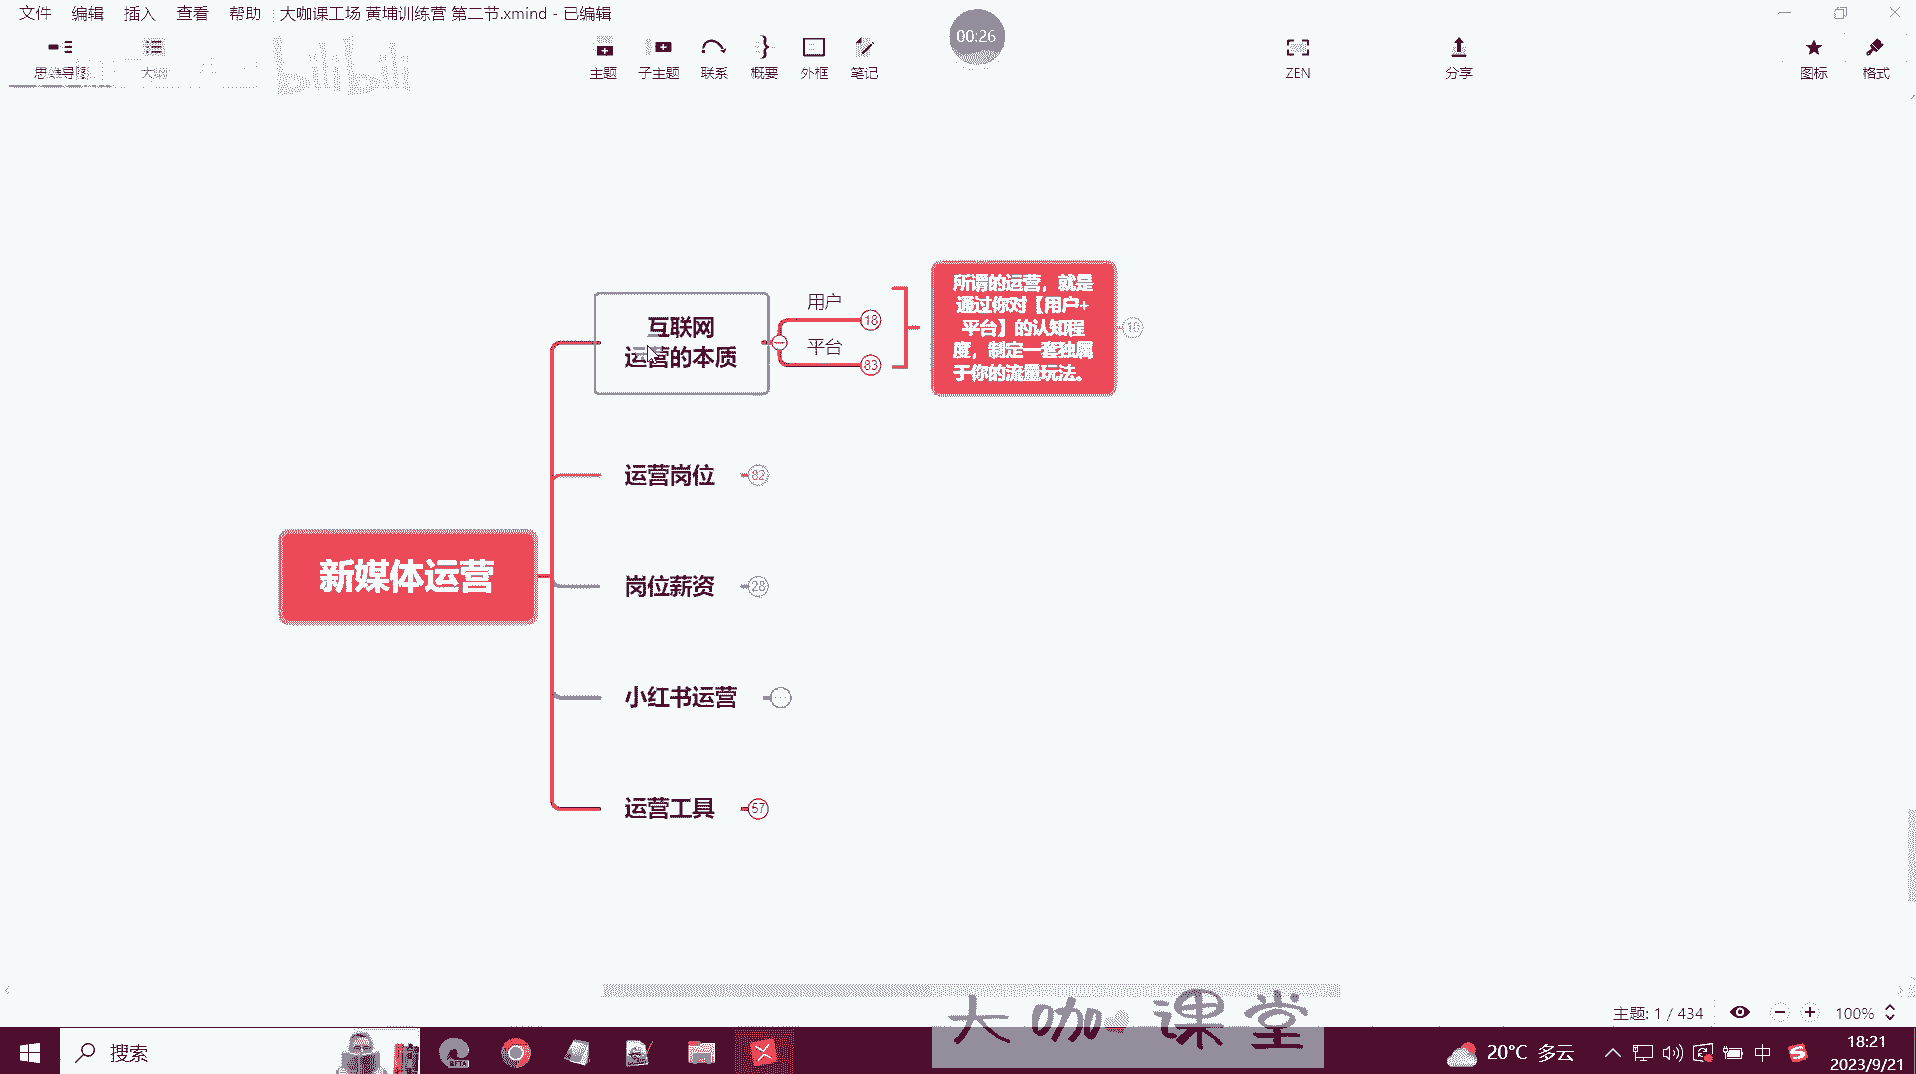 文件 编辑 插入 查看 帮助 大咖课工场 黄埔训练营 第二节.xmind - 已编辑
00:26
思维导图 大纲 主题 子主题 联系 概要 外框 笔记 ZEN 分享 图标 格式
bilibili
互联网
运营的本质
用户
18
平台
83
所谓的运营，就是
通过你对【用户+
平台】的认知程
度，制定一套独属
于你的流量玩法。
16
运营岗位
82
新媒体运营
岗位薪资
28
小红书运营
运营工具
57
主题: 1 / 434 100%
大咖课堂
搜索
BETA
20°C 多云
中
18:21
2023/9/21